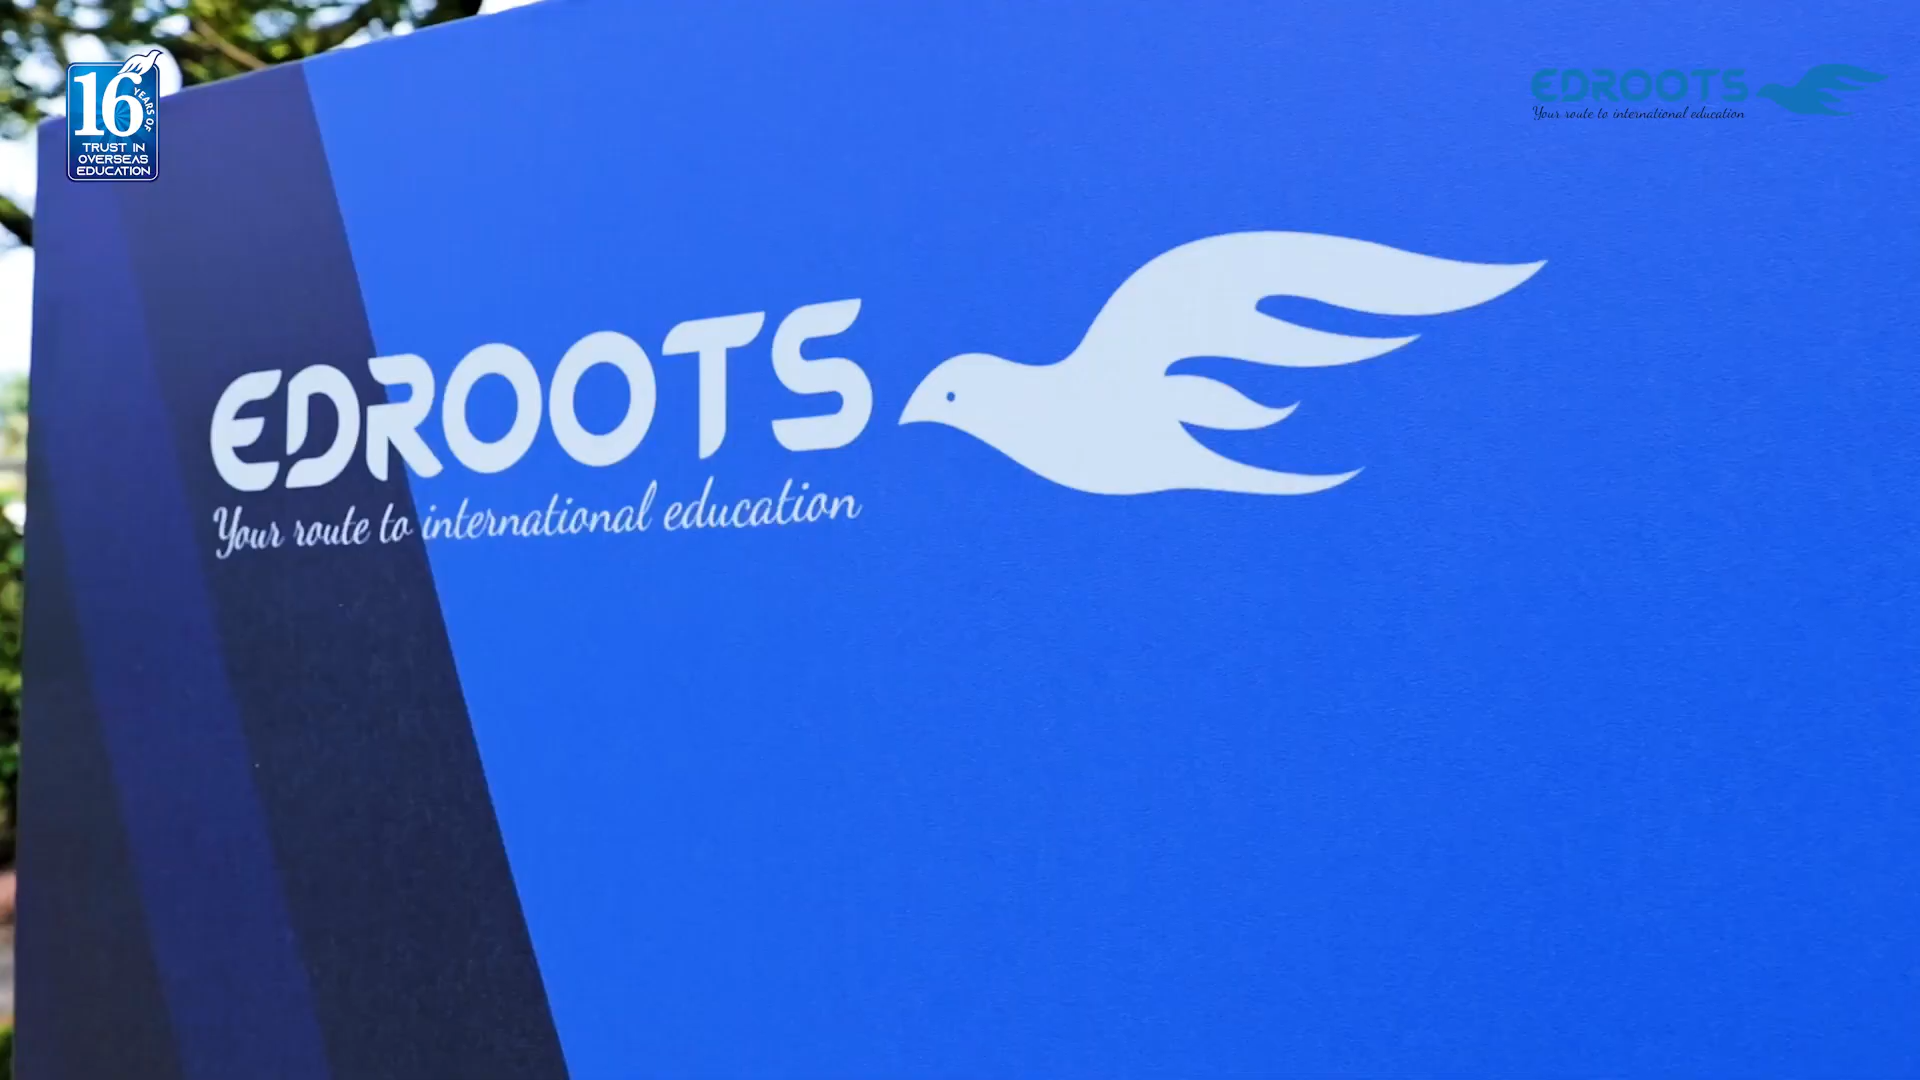 16
YEARS OF
TRUST IN
OVERSEAS
EDUCATION
EDROOTS
Your route to international education
EDROOTS
Your route to international education